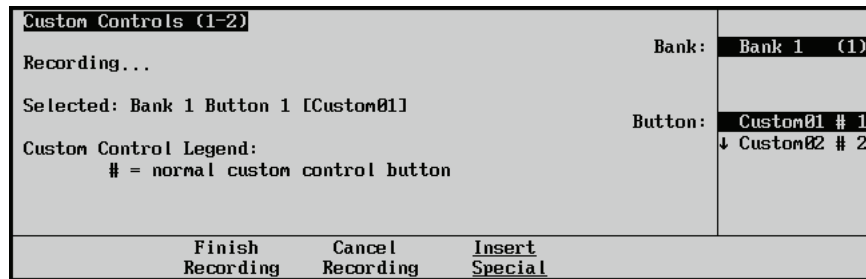 Custom Controls (1-2)
Bank: Bank 1 (1)
Recording...
Selected: Bank 1 Button 1 [Custom01]
Button: Custom01 # 1
Custom Control Legend: ↓ Custom02 # 2
# = normal custom control button
Finish Recording
Cancel Recording
Insert Special